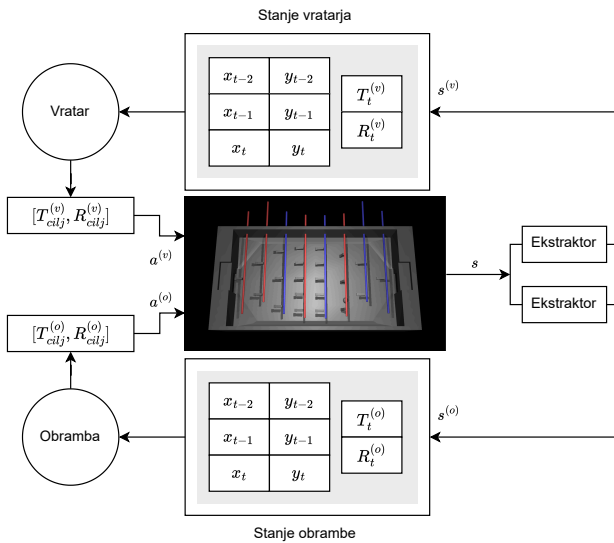 Stanje vratarja
x_{t-2} y_{t-2}
x_{t-1} y_{t-1}
x_t y_t
T_t^{(v)}
R_t^{(v)}
s^{(v)}
Vratar
[T_{cilj}^{(v)}, R_{cilj}^{(v)}]
a^{(v)}
s
Ekstraktor
Ekstraktor
a^{(o)}
[T_{cilj}^{(o)}, R_{cilj}^{(o)}]
Obramba
x_{t-2} y_{t-2}
x_{t-1} y_{t-1}
x_t y_t
T_t^{(o)}
R_t^{(o)}
s^{(o)}
Stanje obrambe